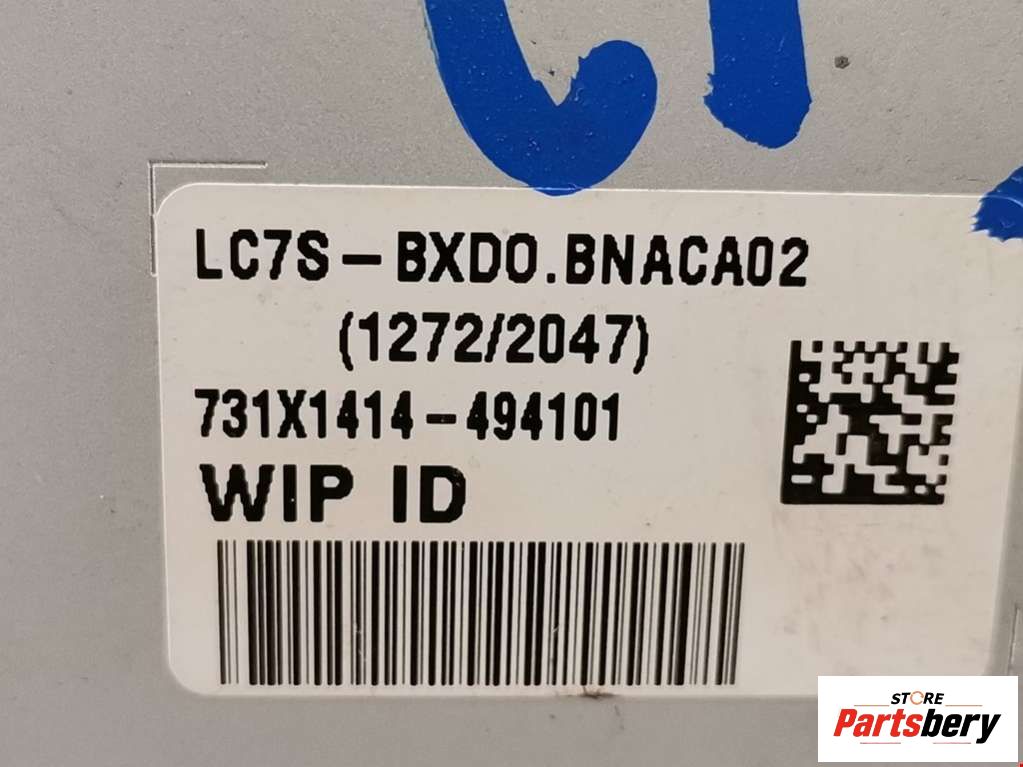 LC7S-BXDO.BNACA02
(1272/2047)
731X1414-494101
WIP ID
STORE
Partsbery